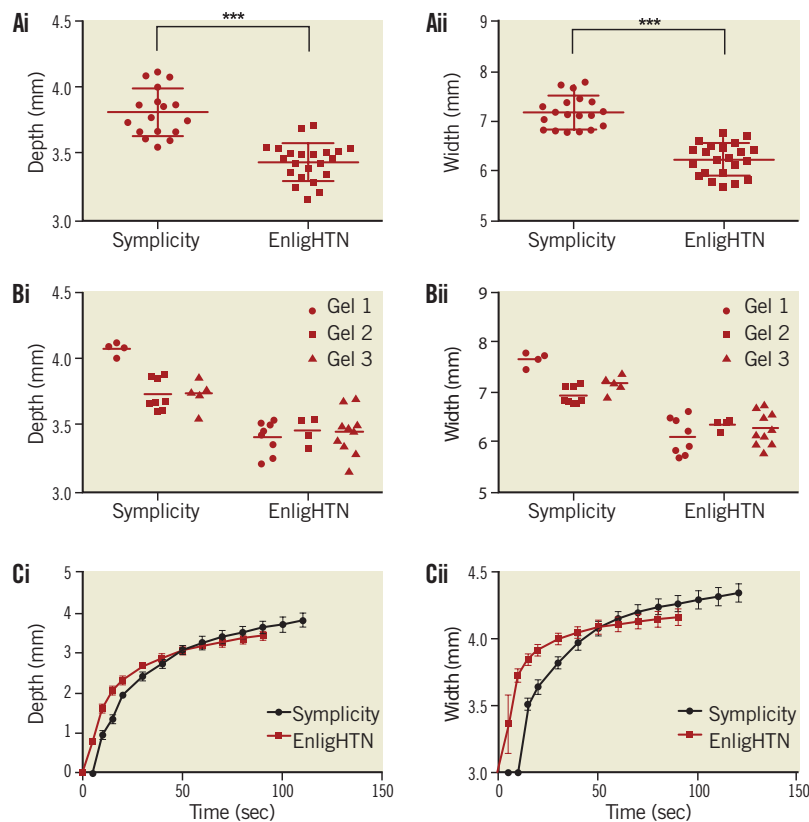 Ai
***
Depth (mm)
4.5
4.0
3.5
3.0
Symplicity
EnligHTN
Aii
***
Width (mm)
9
8
7
6
5
Symplicity
EnligHTN
Bi
Depth (mm)
4.5
4.0
3.5
3.0
Gel 1
Gel 2
Gel 3
Symplicity
EnligHTN
Bii
Width (mm)
9
8
7
6
5
Gel 1
Gel 2
Gel 3
Symplicity
EnligHTN
Ci
Depth (mm)
5
4
3
2
1
0
Symplicity
EnligHTN
0
50
100
150
Time (sec)
Cii
Width (mm)
4.5
4.0
3.5
3.0
Symplicity
EnligHTN
0
50
100
150
Time (sec)